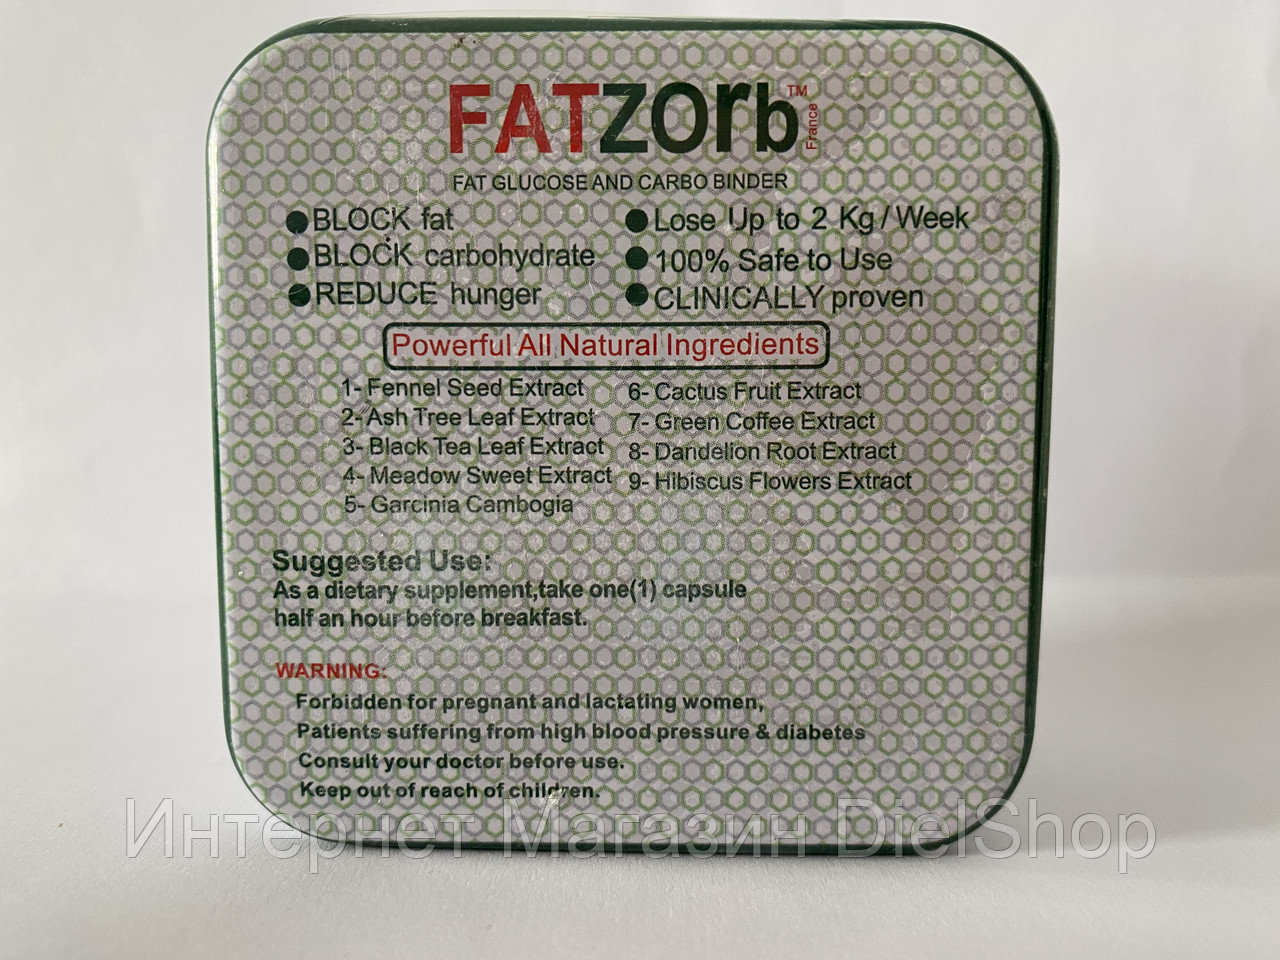 FATZOrb™ France
FAT GLUCOSE AND CARBO BINDER
●BLOCK fat
●BLOCK carbohydrate
●REDUCE hunger
●Lose Up to 2 Kg / Week
●100% Safe to Use
●CLINICALLY proven
Powerful All Natural Ingredients
1- Fennel Seed Extract
2- Ash Tree Leaf Extract
3- Black Tea Leaf Extract
4- Meadow Sweet Extract
5- Garcinia Cambogia
6- Cactus Fruit Extract
7- Green Coffee Extract
8- Dandelion Root Extract
9- Hibiscus Flowers Extract
Suggested Use:
As a dietary supplement,take one(1) capsule
half an hour before breakfast.
WARNING:
Forbidden for pregnant and lactating women,
Patients suffering from high blood pressure & diabetes
Consult your doctor before use.
Keep out of reach of children.
Интернет Магазин DielShop